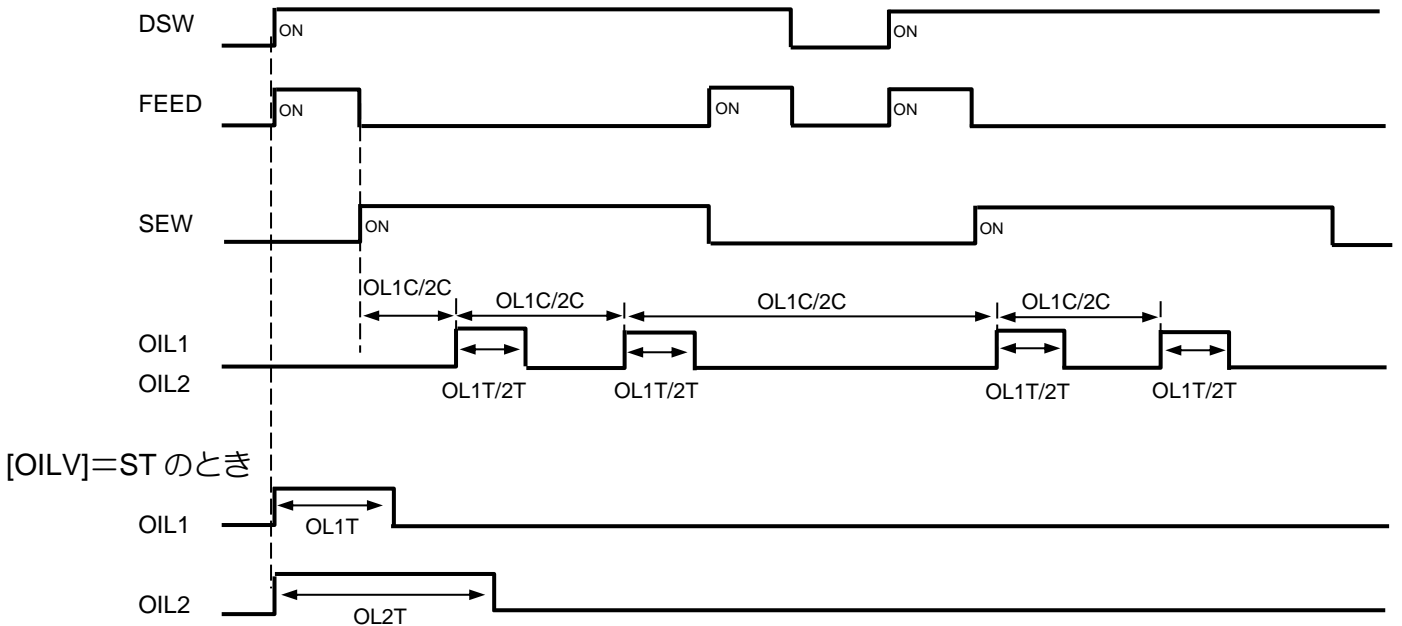 DSW
ON
ON
FEED
ON
ON
ON
SEW
ON
ON
OL1C/2C
OL1C/2C
OL1C/2C
OL1C/2C
OIL1
OIL2
OL1T/2T
OL1T/2T
OL1T/2T
OL1T/2T
[OILV]＝ST のとき
OIL1
OL1T
OIL2
OL2T